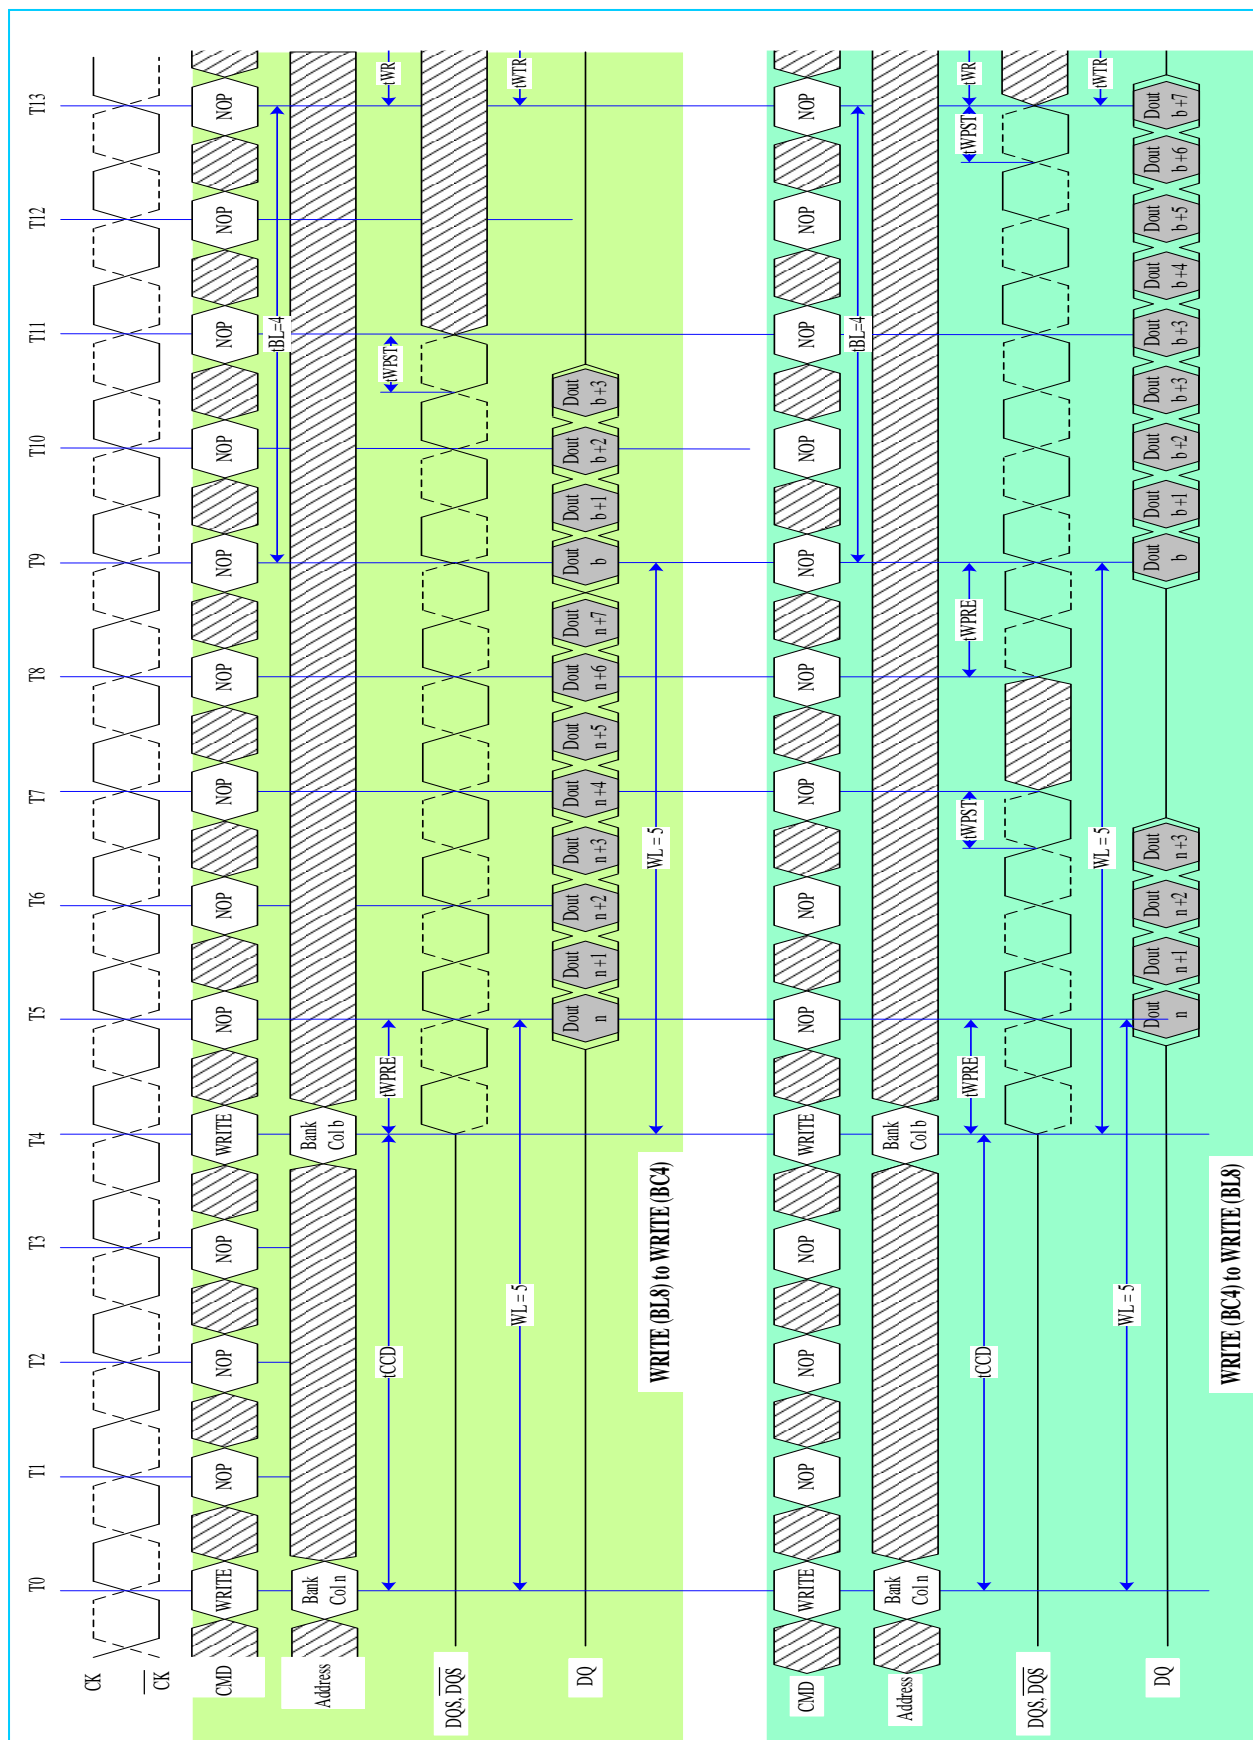 T0 T1 T2 T3 T4 T5 T6 T7 T8 T9 T10 T11 T12 T13
CK
CK
CMD WRITE NOP NOP NOP WRITE NOP NOP NOP NOP NOP NOP NOP NOP NOP
tBL=4
Address Bank Col n Bank Col b
tCCD tWPRE tWPST tWR
DQS, DQS
WL = 5 tWTR
DQ Dout n Dout n+1 Dout n+2 Dout n+3 Dout n+4 Dout n+5 Dout n+6 Dout n+7 Dout b Dout b+1 Dout b+2 Dout b+3
WL = 5
WRITE (BL8) to WRITE (BC4)
CMD WRITE NOP NOP NOP WRITE NOP NOP NOP NOP NOP NOP NOP NOP NOP
tBL=4
Address Bank Col n Bank Col b
tCCD tWPRE tWPST tWPRE tWPST tWR
DQS, DQS
WL = 5 tWTR
WL = 5
DQ Dout n Dout n+1 Dout n+2 Dout n+3 Dout b Dout b+1 Dout b+2 Dout b+3 Dout b+3 Dout b+4 Dout b+5 Dout b+6 Dout b+7
WRITE (BC4) to WRITE (BL8)